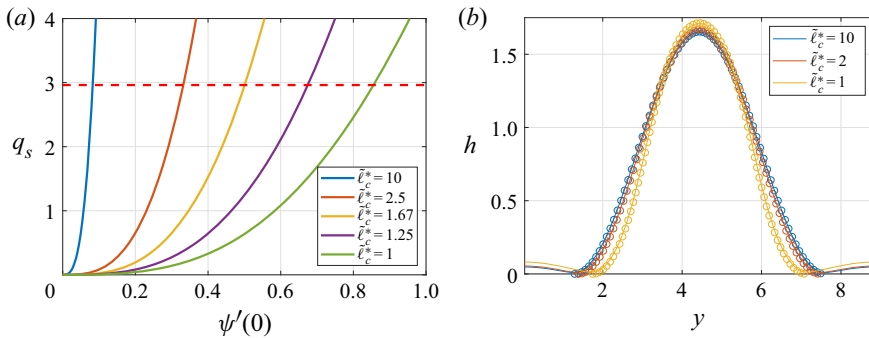 (a)
4
3
2
1
0
0.2
0.4
0.6
0.8
1.0
q_s
ψ′(0)
ℓ̃_c^* = 10
ℓ̃_c^* = 2.5
ℓ̃_c^* = 1.67
ℓ̃_c^* = 1.25
ℓ̃_c^* = 1
(b)
1.5
1.0
0.5
0
2
4
6
8
h
y
ℓ̃_c^* = 10
ℓ̃_c^* = 2
ℓ̃_c^* = 1